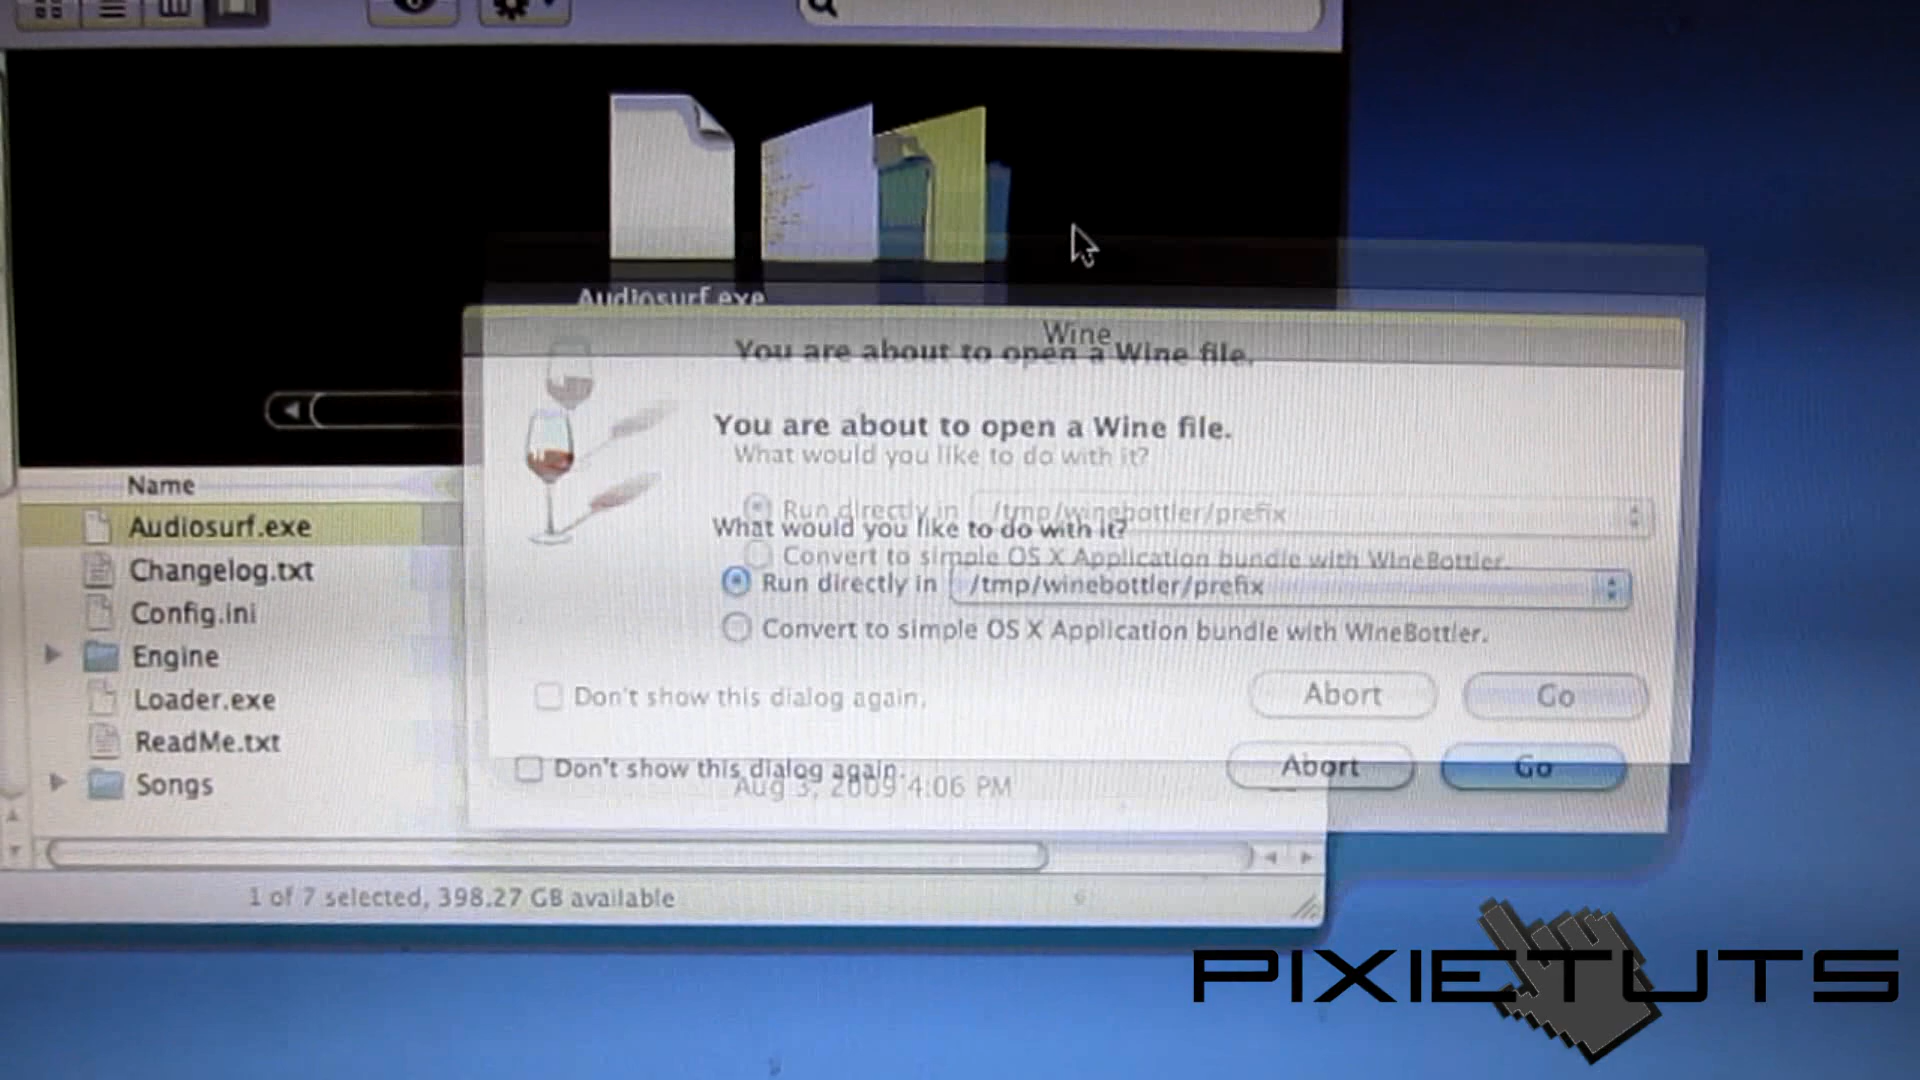 Audiosurf.exe
Wine
You are about to open a Wine file.
You are about to open a Wine file.
What would you like to do with it?
Run directly in /tmp/winebottler/prefix
What would you like to do with it?
Convert to simple OS X Application bundle with WineBottler.
Run directly in /tmp/winebottler/prefix
Convert to simple OS X Application bundle with WineBottler.
Don't show this dialog again.
Abort
Go
Don't show this dialog again.
Abort
Go
Aug 3, 2009 4:06 PM
Name
Audiosurf.exe
Changelog.txt
Config.ini
Engine
Loader.exe
ReadMe.txt
Songs
1 of 7 selected, 398.27 GB available
PIXIETUTS